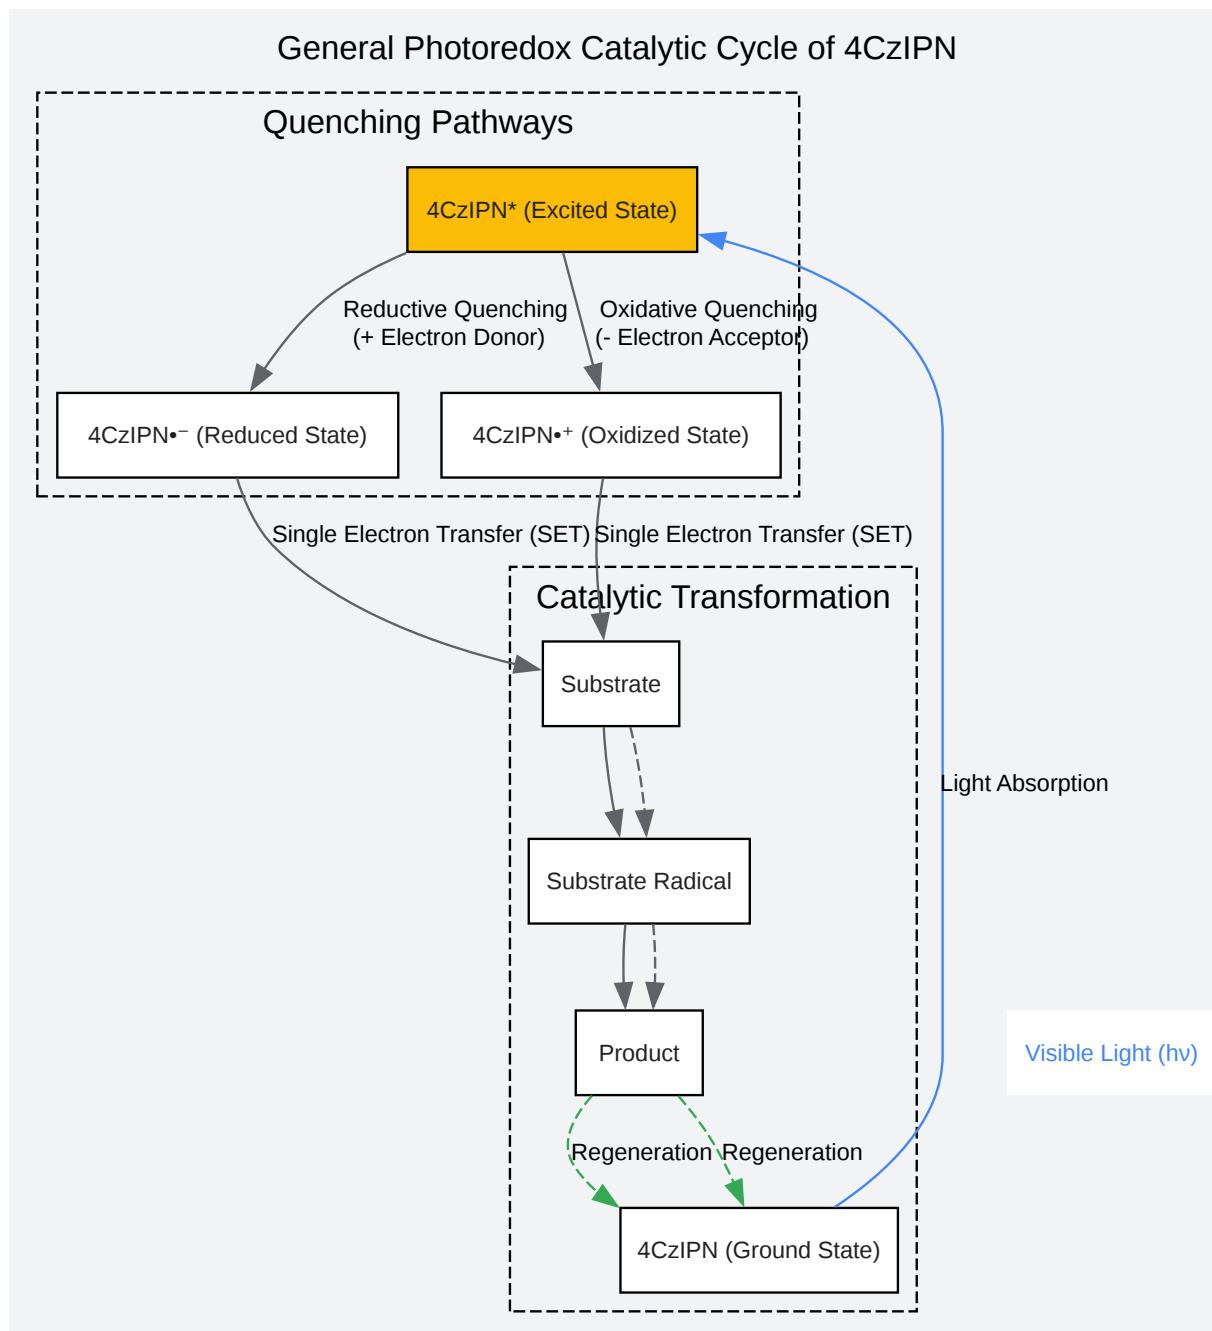 General Photoredox Catalytic Cycle of 4CzIPN
Quenching Pathways
4CzIPN* (Excited State)
Reductive Quenching
(+ Electron Donor)
Oxidative Quenching
(- Electron Acceptor)
4CzIPN•⁻ (Reduced State)
4CzIPN•⁺ (Oxidized State)
Single Electron Transfer (SET)
Single Electron Transfer (SET)
Catalytic Transformation
Substrate
Light Absorption
Substrate Radical
Product
Visible Light (hν)
Regeneration
Regeneration
4CzIPN (Ground State)